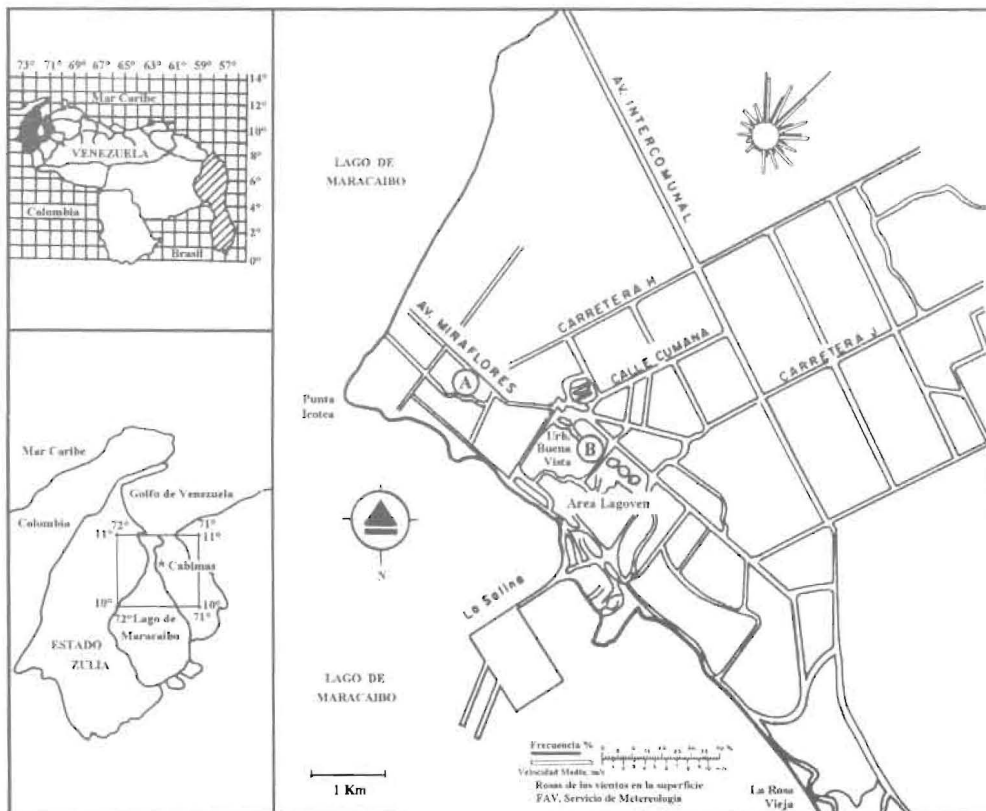 73° 71° 69° 67° 65° 63° 61° 59° 57°
14°
12°
10°
8°
6°
4°
2°
0°
Mar Caribe
VENEZUELA
Colombia
Brasil
Mar Caribe
Golfo de Venezuela
Colombia
72° 71°
11° 11°
Cabimas
10° 10°
72° 71°
Lago de
Maracaibo
ESTADO
ZULIA
LAGO DE
MARACAIBO
AV. INTERCOMUNAL
CARRETERA H
AV. MIRAFLORES
CALLE CUMANA
CARRETERA J
A
Punta
Icotea
Urb.
Buena
Vista
B
Area Lagoven
N
La Salina
LAGO DE
MARACAIBO
1 Km
Frecuencia %
Velocidad Media, m/s
Rosas de los vientos en la superficie
FAV. Servicio de Metereología
La Rosa
Vieja